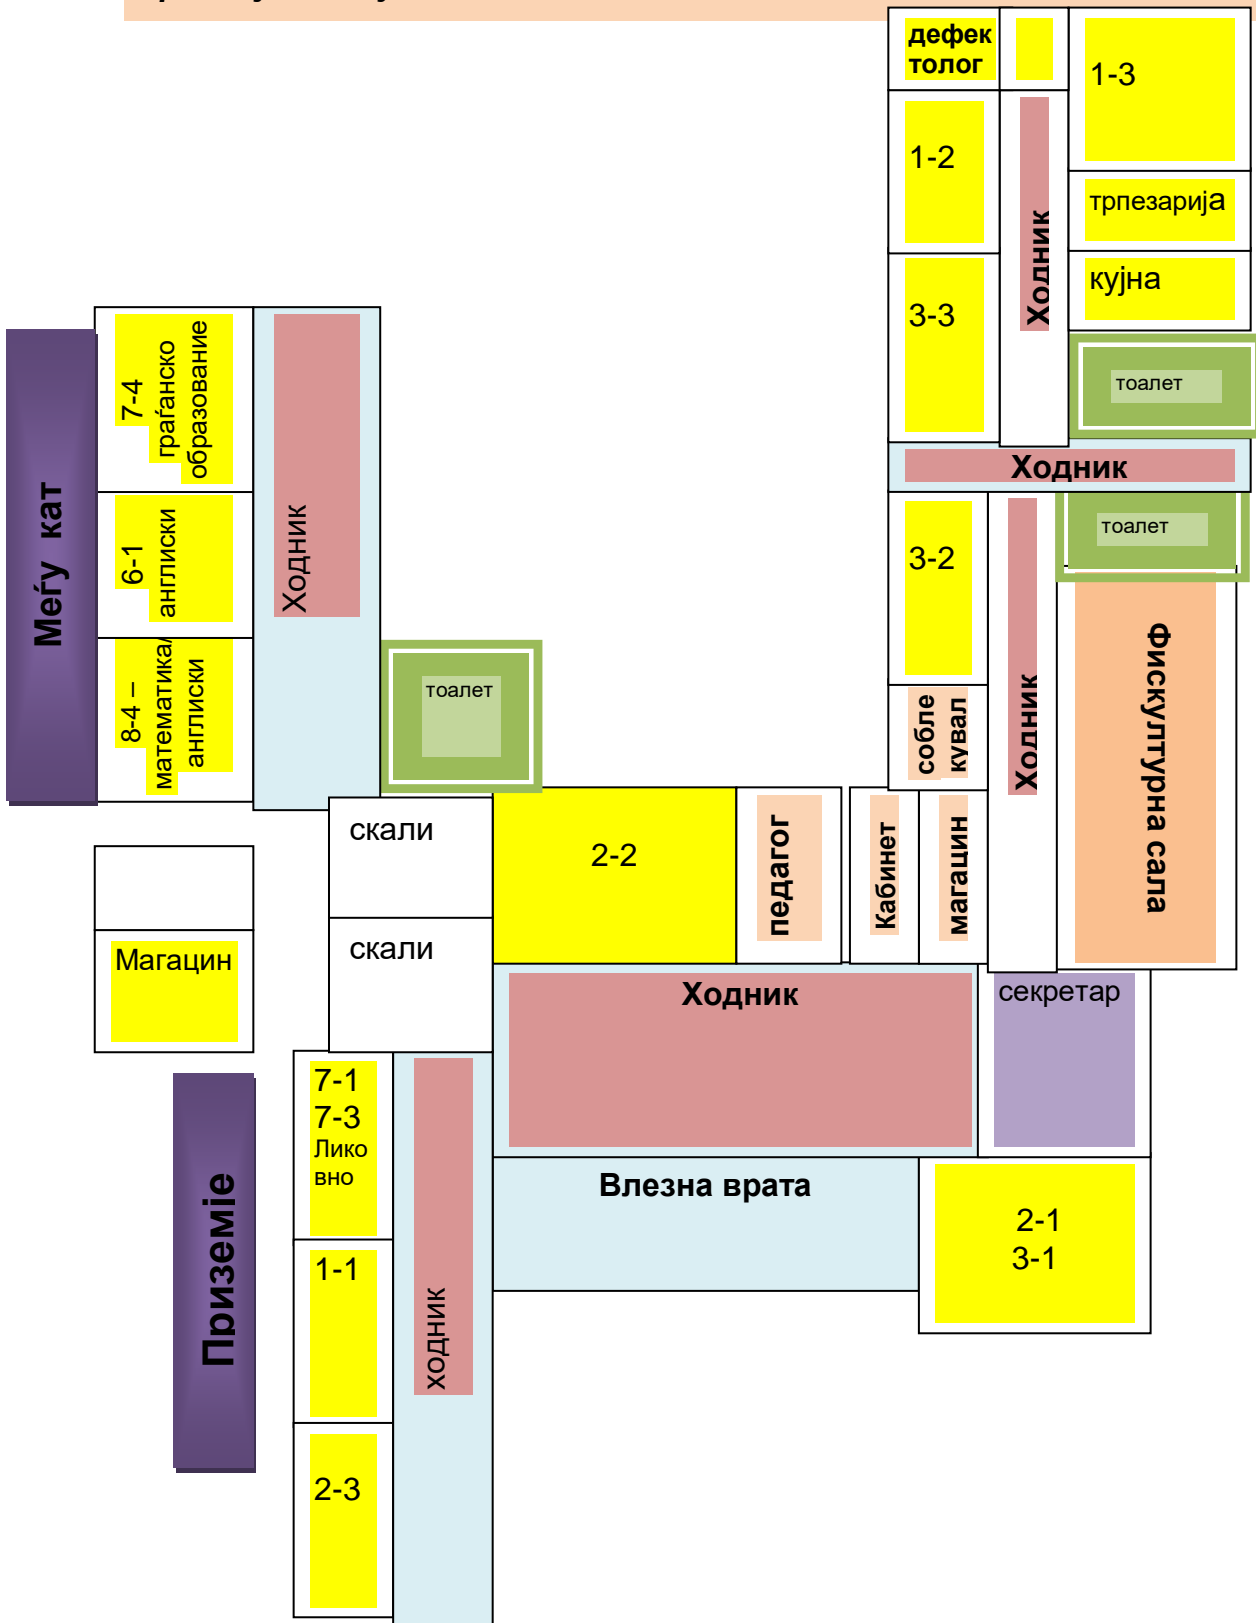 дефек
толог
1-3
1-2
Ходник
трпезарија
кујна
3-3
тоалет
Ходник
тоалет
3-2
Ходник
Фискултурна сала
собле
кувал
Меѓу кат
7-4
граѓанско
образование
6-1
англиски
8-4 –
математика/
англиски
Ходник
тоалет
скали
скали
2-2
педагог
Кабинет
магацин
Магацин
Ходник
секретар
Приземје
7-1
7-3
Лико
вно
1-1
2-3
ходник
Влезна врата
2-1
3-1